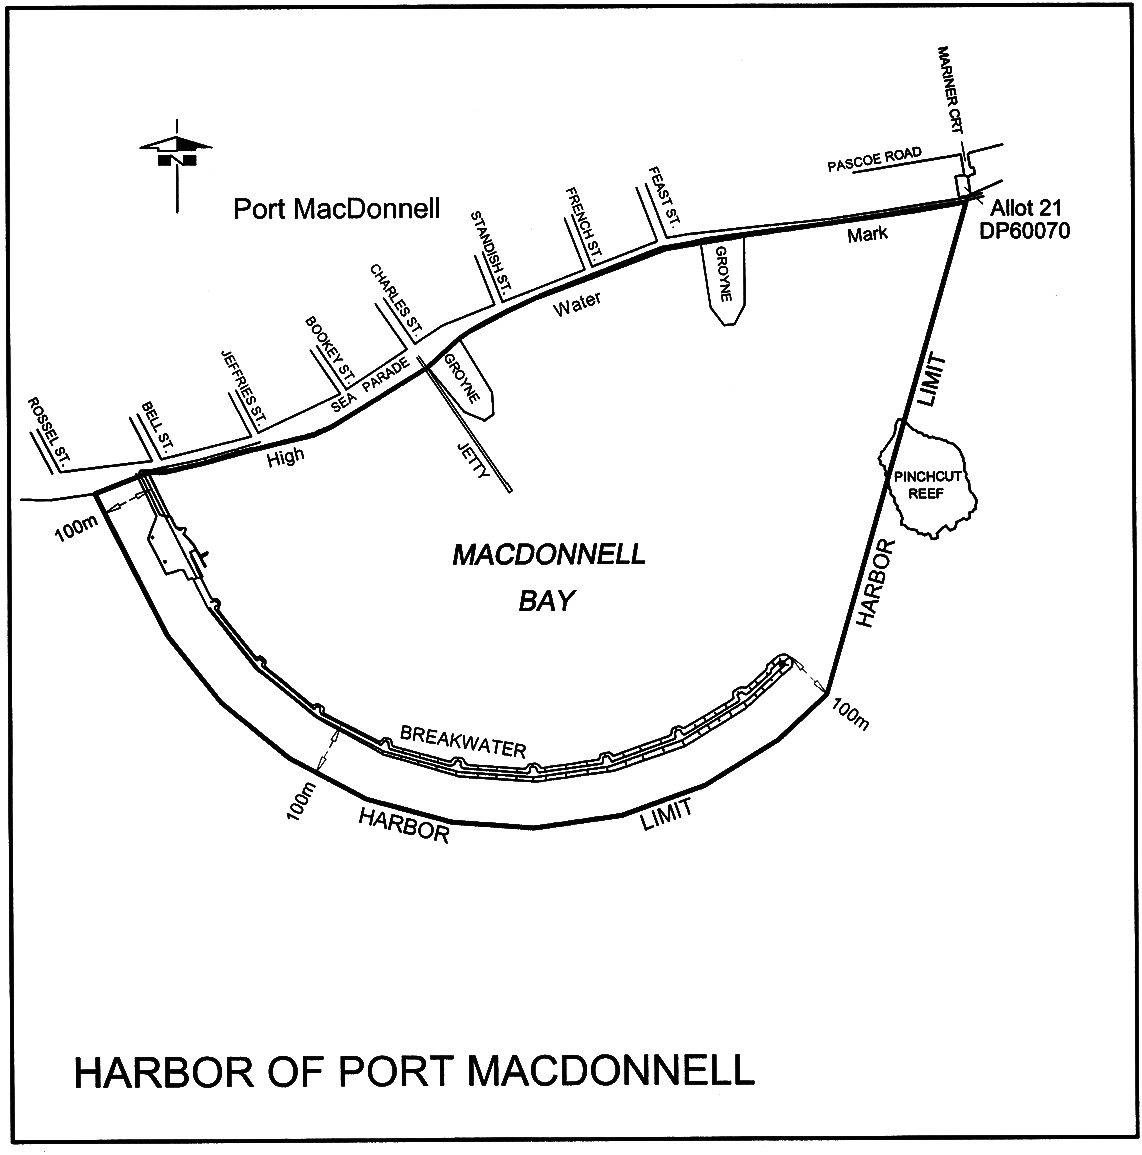 MARINER CRT
PASCOE ROAD
N
Port MacDonnell
FEAST ST.
FRENCH ST.
STANDISH ST.
CHARLES ST.
BOOKEY ST.
JEFFRIES ST.
BELL ST.
ROSSEL ST.
Allot 21
DP60070
Mark
Water
High
GROYNE
GROYNE
SEA PARADE
JETTY
LIMIT
PINCHCUT
REEF
HARBOR
100m
MACDONNELL
BAY
100m
BREAKWATER
100m
HARBOR
LIMIT
HARBOR OF PORT MACDONNELL